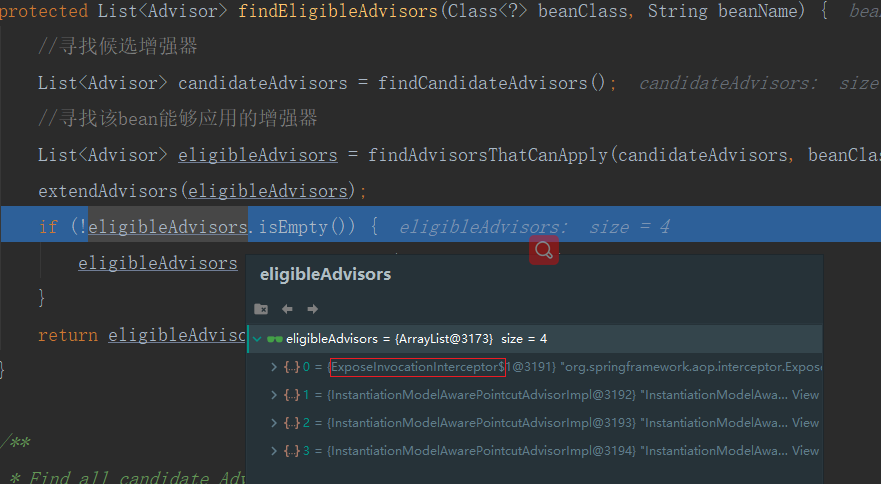 protected List<Advisor> findEligibleAdvisors(Class<?> beanClass, String beanName) {
//寻找候选增强器
List<Advisor> candidateAdvisors = findCandidateAdvisors(); candidateAdvisors: size
//寻找该bean能够应用的增强器
List<Advisor> eligibleAdvisors = findAdvisorsThatCanApply(candidateAdvisors, beanClas
extendAdvisors(eligibleAdvisors);
if (!eligibleAdvisors.isEmpty()) { eligibleAdvisors: size = 4
eligibleAdvisors
eligibleAdvisors
}
return eligibleAdviso
eligibleAdvisors = {ArrayList@3173} size = 4
{..} 0 = {ExposeInvocationInterceptor$1@3191} "org.springframework.aop.interceptor.Expose
{..} 1 = {InstantiationModelAwarePointcutAdvisorImpl@3192} "InstantiationModelAwa... View
}
{..} 2 = {InstantiationModelAwarePointcutAdvisorImpl@3193} "InstantiationModelAwa... View
/**
{..} 3 = {InstantiationModelAwarePointcutAdvisorImpl@3194} "InstantiationModelAwa... View
* Find all candidate Adv